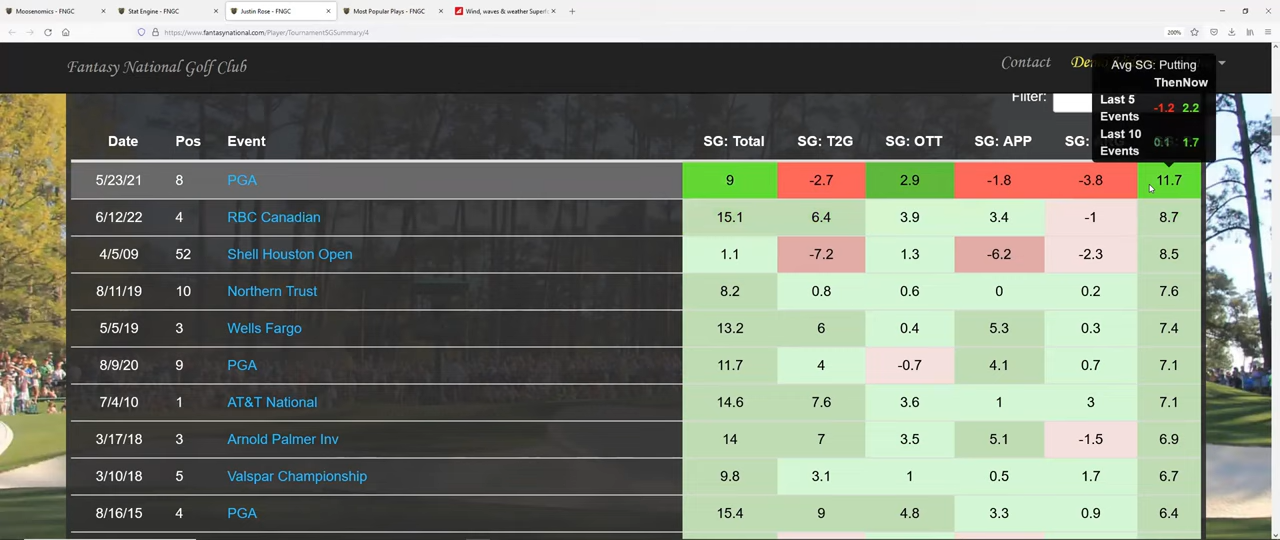 Moosenomics - FNGC
Stat Engine - FNGC
Justin Rose - FNGC
Most Popular Plays - FNGC
Wind, waves & weather Superf
https://www.fantasynational.com/Player/TournamentSGSummary/4
200%
Fantasy National Golf Club
Contact
Avg SG: Putting
Then Now
Last 5 Events -1.2 2.2
Last 10 Events 0.1 1.7
Filter:
Date Pos Event SG: Total SG: T2G SG: OTT SG: APP SG:
5/23/21 8 PGA 9 -2.7 2.9 -1.8 -3.8 11.7
6/12/22 4 RBC Canadian 15.1 6.4 3.9 3.4 -1 8.7
4/5/09 52 Shell Houston Open 1.1 -7.2 1.3 -6.2 -2.3 8.5
8/11/19 10 Northern Trust 8.2 0.8 0.6 0 0.2 7.6
5/5/19 3 Wells Fargo 13.2 6 0.4 5.3 0.3 7.4
8/9/20 9 PGA 11.7 4 -0.7 4.1 0.7 7.1
7/4/10 1 AT&T National 14.6 7.6 3.6 1 3 7.1
3/17/18 3 Arnold Palmer Inv 14 7 3.5 5.1 -1.5 6.9
3/10/18 5 Valspar Championship 9.8 3.1 1 0.5 1.7 6.7
8/16/15 4 PGA 15.4 9 4.8 3.3 0.9 6.4